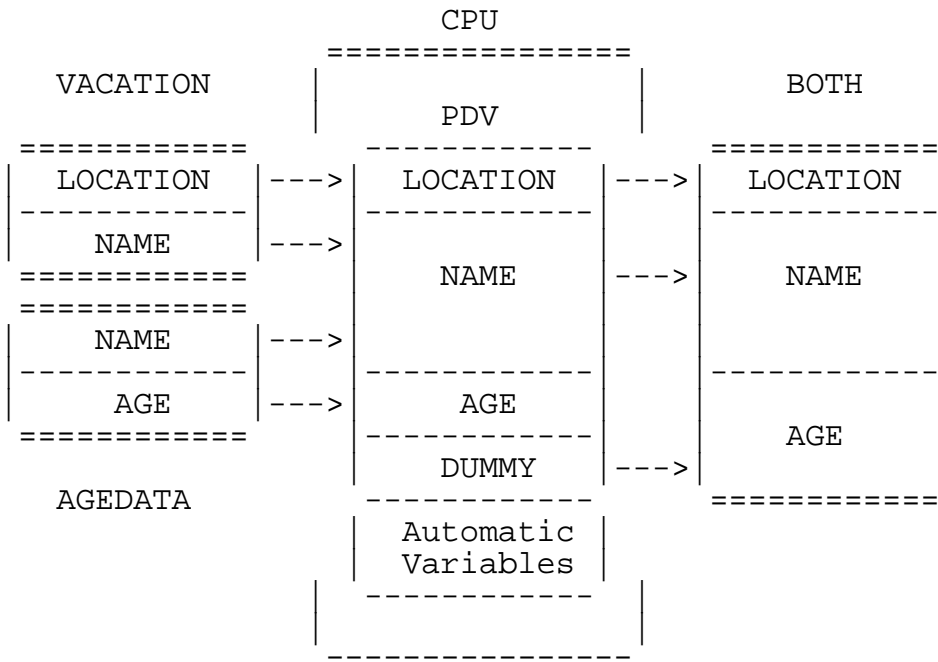 CPU
VACATION BOTH
PDV
LOCATION ---> LOCATION ---> LOCATION
NAME --->
NAME ---> NAME
NAME --->
AGE ---> AGE
AGE
DUMMY --->
AGEDATA
Automatic
Variables